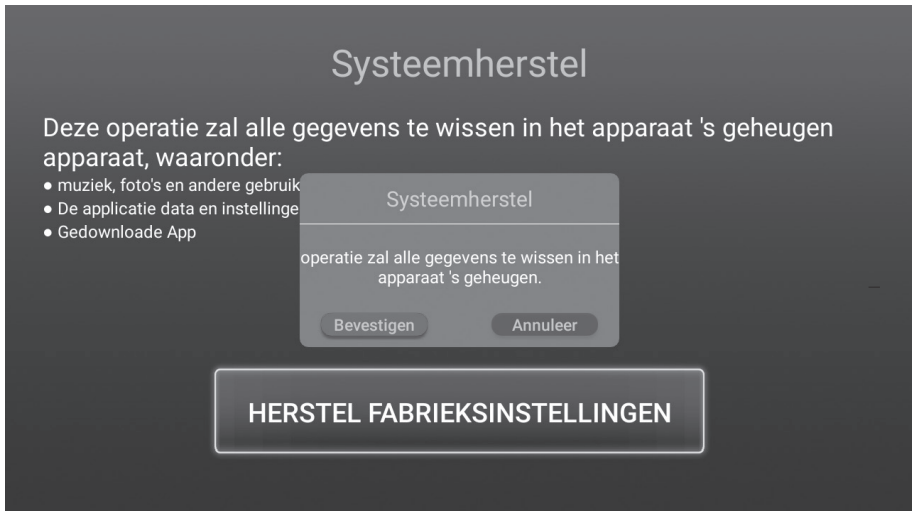 Systeemherstel
Deze operatie zal alle gegevens te wissen in het apparaat 's geheugen
apparaat, waaronder:
● muziek, foto's en andere gebruik
● De applicatie data en instellinge
● Gedownloade App
Systeemherstel
operatie zal alle gegevens te wissen in het
apparaat 's geheugen.
Bevestigen Annuleer
HERSTEL FABRIEKSINSTELLINGEN